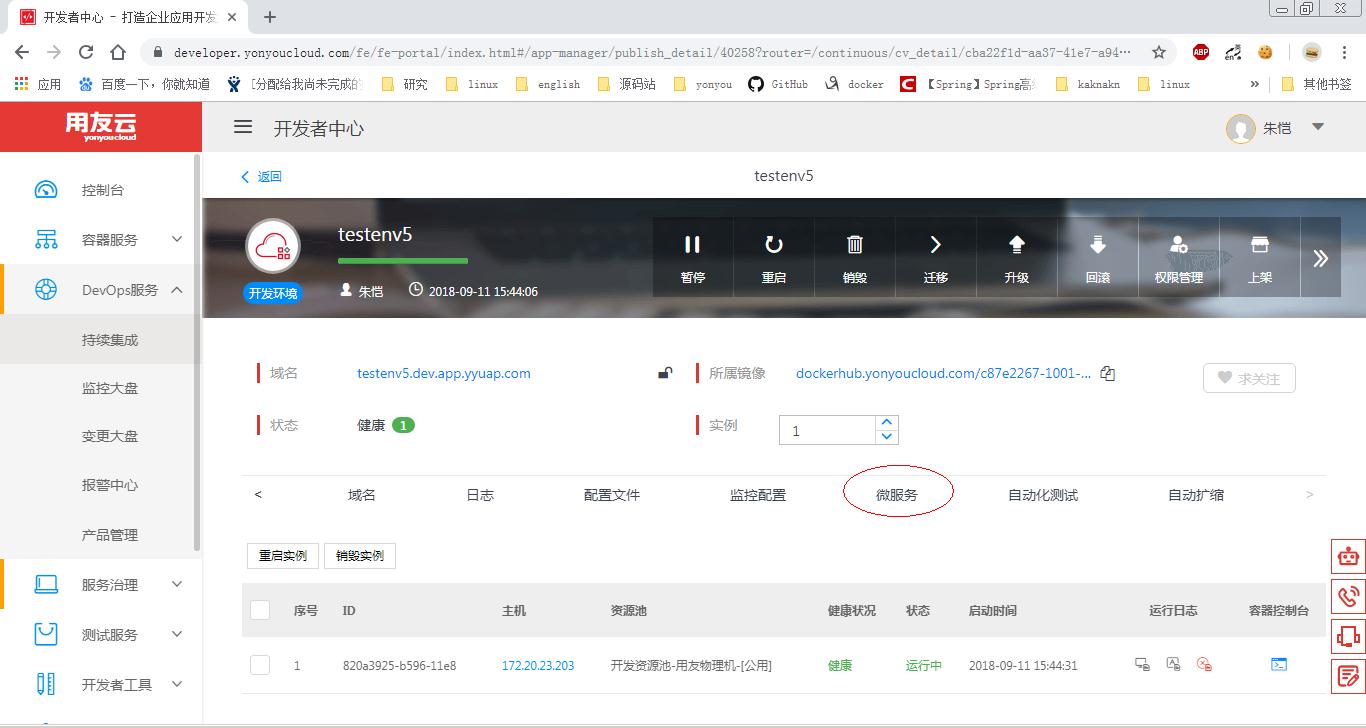 开发者中心 - 打造企业应用开发
developer.yonyoucloud.com/fe/fe-portal/index.html#/app-manager/publish_detail/40258?router=/continuous/cv_detail/cba22f1d-aa37-41e7-a94…
ABP en
应用 百度一下，你就知道 [分配给我尚未完成的 研究 linux english 源码站 yonyou GitHub docker 【Spring】Spring高 kaknakn linux » 其他书签
用友云
yonyoucloud
开发者中心
朱恺
控制台
容器服务
DevOps服务
持续集成
监控大盘
变更大盘
报警中心
产品管理
服务治理
测试服务
开发者工具
返回
testenv5
testenv5
开发环境
朱恺 2018-09-11 15:44:06
暂停 重启 销毁 迁移 升级 回滚 权限管理 上架
域名 testenv5.dev.app.yyuap.com
所属镜像 dockerhub.yonyoucloud.com/c87e2267-1001-...
求关注
状态 健康 1
实例 1
< 域名 日志 配置文件 监控配置 微服务 自动化测试 自动扩缩 >
重启实例 销毁实例
序号 ID 主机 资源池 健康状况 状态 启动时间 运行日志 容器控制台
1 820a3925-b596-11e8 172.20.23.203 开发资源池-用友物理机-[公用] 健康 运行中 2018-09-11 15:44:31